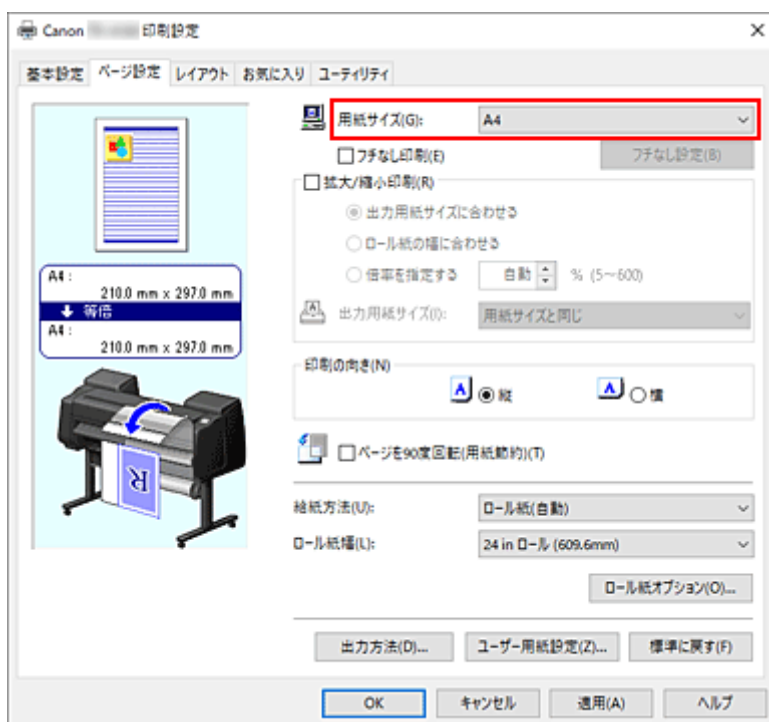 Canon 印刷設定
基本設定 ページ設定 レイアウト お気に入り ユーティリティ
用紙サイズ(G): A4
フチなし印刷(E) フチなし設定(B)
拡大/縮小印刷(R)
出力用紙サイズに合わせる
ロール紙の幅に合わせる
倍率を指定する 自動 % (5～600)
出力用紙サイズ(I): 用紙サイズと同じ
A4 :
210.0 mm x 297.0 mm
等倍
A4 :
210.0 mm x 297.0 mm
印刷の向き(N)
A 縦 A 横
ページを90度回転(用紙節約)(T)
R
給紙方法(U): ロール紙(自動)
ロール紙幅(L): 24 in ロール (609.6mm)
ロール紙オプション(O)...
出力方法(D)... ユーザー用紙設定(Z)... 標準に戻す(F)
OK キャンセル 適用(A) ヘルプ